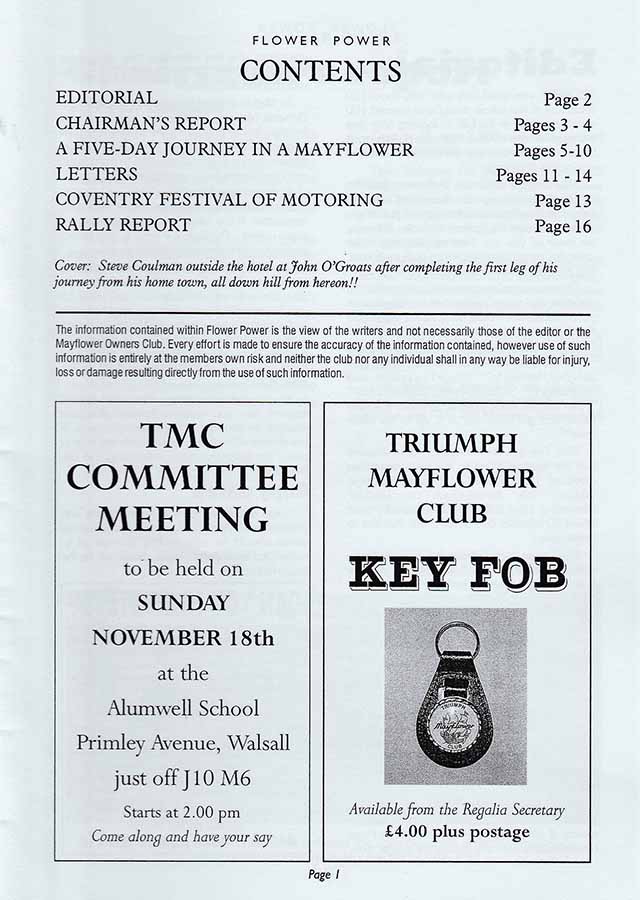 FLOWER POWER
CONTENTS
EDITORIAL Page 2
CHAIRMAN'S REPORT Pages 3 - 4
A FIVE-DAY JOURNEY IN A MAYFLOWER Pages 5-10
LETTERS Pages 11 - 14
COVENTRY FESTIVAL OF MOTORING Page 13
RALLY REPORT Page 16
Cover: Steve Coulman outside the hotel at John O'Groats after completing the first leg of his
journey from his home town, all down hill from hereon!!
The information contained within Flower Power is the view of the writers and not necessarily those of the editor or the
Mayflower Owners Club. Every effort is made to ensure the accuracy of the information contained, however use of such
information is entirely at the members own risk and neither the club nor any individual shall in any way be liable for injury,
loss or damage resulting directly from the use of such information.
TMC
COMMITTEE
MEETING
to be held on
SUNDAY
NOVEMBER 18th
at the
Alumwell School
Primley Avenue, Walsall
just off J10 M6
Starts at 2.00 pm
Come along and have your say
TRIUMPH
MAYFLOWER
CLUB
KEY FOB
TRIUMPH
Mayflower
CLUB
Available from the Regalia Secretary
£4.00 plus postage
Page 1